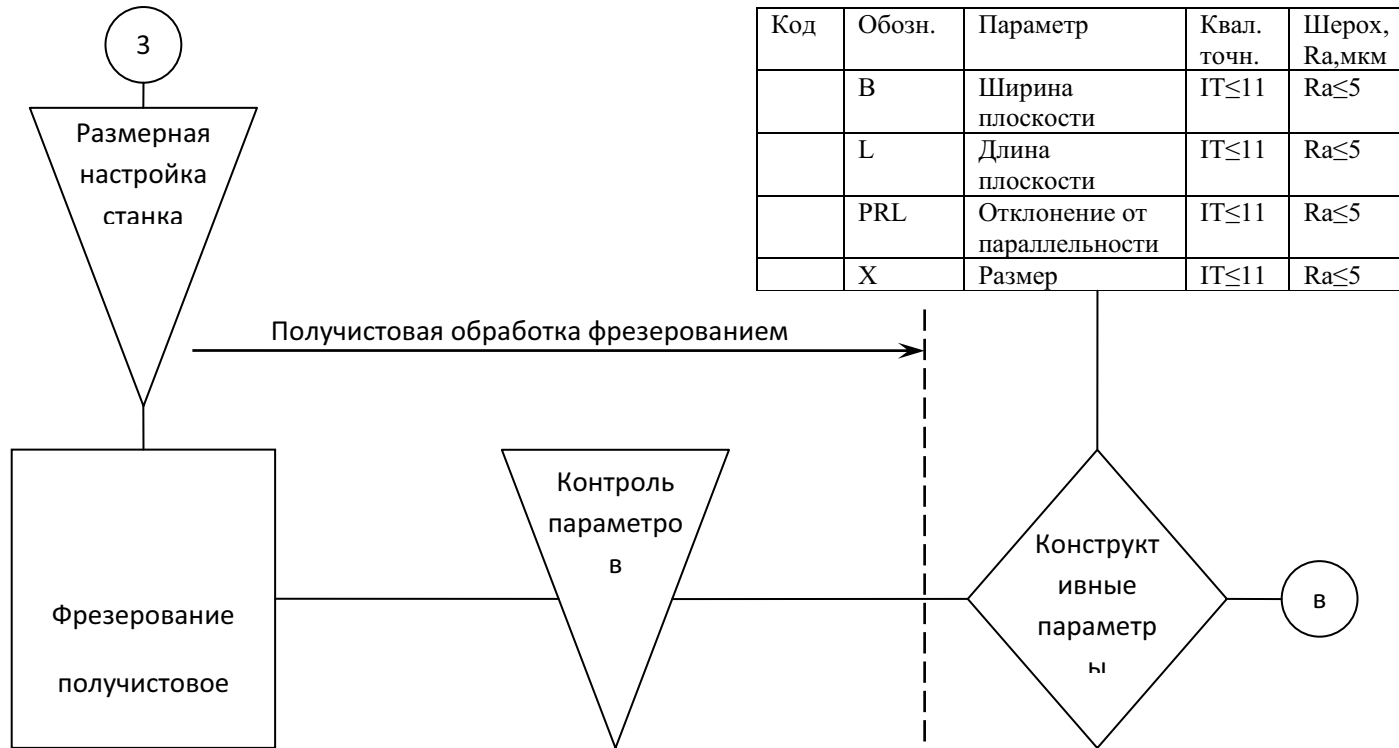 3
Размерная
настройка
станка
Код Обозн. Параметр Квал. Шерох,
точн. Ra,мкм
B Ширина IT≤11 Ra≤5
плоскости
L Длина IT≤11 Ra≤5
плоскости
PRL Отклонение от IT≤11 Ra≤5
параллельности
X Размер IT≤11 Ra≤5
Получистовая обработка фрезерованием
Фрезерование
получистовое
Контроль
параметро
в
Конструкт
ивные
параметр
ы
в